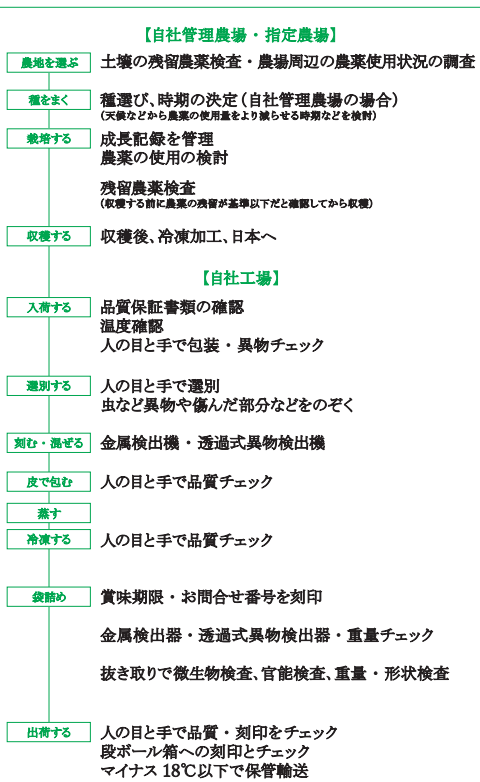 【自社管理農場・指定農場】
農地を選ぶ 土壌の残留農薬検査・農場周辺の農薬使用状況の調査
種をまく 種選び、時期の決定（自社管理農場の場合）
（天候などから農薬の使用量をより減らせる時期などを検討）
栽培する 成長記録を管理
農薬の使用の検討
残留農薬検査
（収穫する前に農薬の残留が基準以下だと確認してから収穫）
収穫する 収穫後、冷凍加工、日本へ
【自社工場】
入荷する 品質保証書類の確認
温度確認
人の目と手で包装・異物チェック
選別する 人の目と手で選別
虫など異物や傷んだ部分などをのぞく
刻む・混ぜる 金属検出機・透過式異物検出機
皮で包む 人の目と手で品質チェック
蒸す
冷凍する 人の目と手で品質チェック
袋詰め 賞味期限・お問合せ番号を刻印
金属検出器・透過式異物検出器・重量チェック
抜き取りで微生物検査、官能検査、重量・形状検査
出荷する 人の目と手で品質・刻印をチェック
段ボール箱への刻印とチェック
マイナス18℃以下で保管輸送